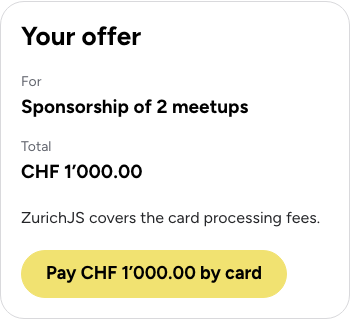 Your offer
For
Sponsorship of 2 meetups
Total
CHF 1’000.00
ZurichJS covers the card processing fees.
Pay CHF 1’000.00 by card